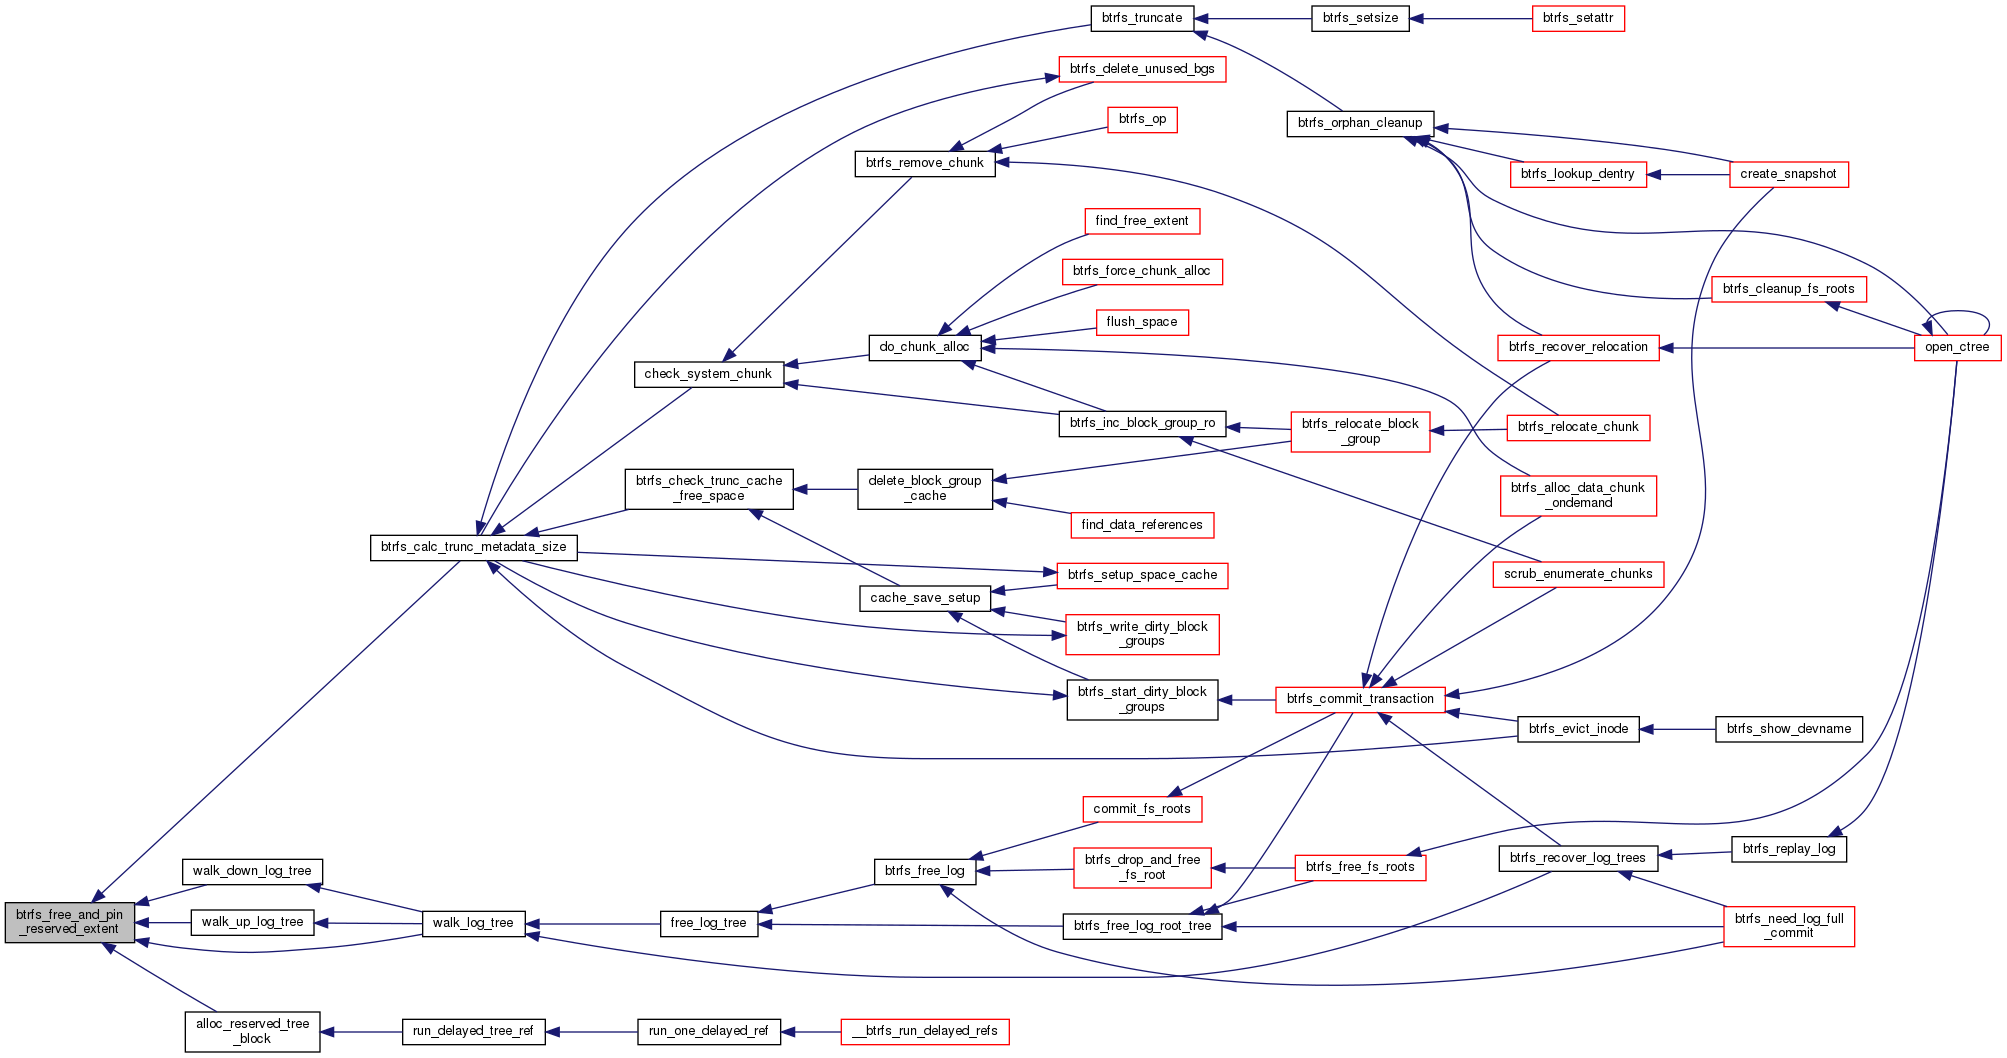 btrfs_truncate
btrfs_setsize
btrfs_setattr
btrfs_delete_unused_bgs
btrfs_op
btrfs_orphan_cleanup
btrfs_remove_chunk
btrfs_lookup_dentry
create_snapshot
find_free_extent
btrfs_force_chunk_alloc
btrfs_cleanup_fs_roots
flush_space
do_chunk_alloc
btrfs_recover_relocation
open_ctree
check_system_chunk
btrfs_inc_block_group_ro
btrfs_relocate_block
_group
btrfs_relocate_chunk
btrfs_check_trunc_cache
_free_space
delete_block_group
_cache
btrfs_alloc_data_chunk
_ondemand
find_data_references
btrfs_calc_trunc_metadata_size
btrfs_setup_space_cache
scrub_enumerate_chunks
cache_save_setup
btrfs_write_dirty_block
_groups
btrfs_start_dirty_block
_groups
btrfs_commit_transaction
btrfs_evict_inode
btrfs_show_devname
commit_fs_roots
btrfs_replay_log
btrfs_recover_log_trees
btrfs_drop_and_free
_fs_root
btrfs_free_fs_roots
walk_down_log_tree
btrfs_free_log
btrfs_free_and_pin
_reserved_extent
walk_up_log_tree
walk_log_tree
free_log_tree
btrfs_free_log_root_tree
btrfs_need_log_full
_commit
alloc_reserved_tree
_block
run_delayed_tree_ref
run_one_delayed_ref
__btrfs_run_delayed_refs